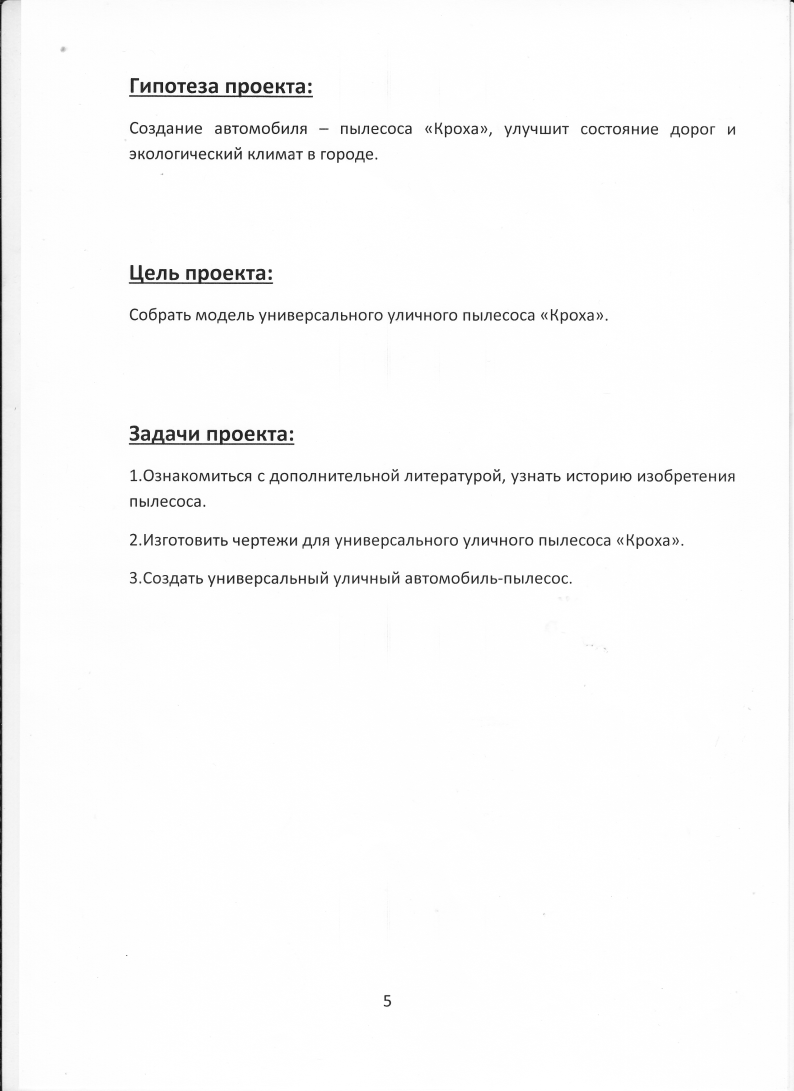 Гипотеза проекта:
Создание автомобиля – пылесоса «Кроха», улучшит состояние дорог и
экологический климат в городе.
Цель проекта:
Собрать модель универсального уличного пылесоса «Кроха».
Задачи проекта:
1.Ознакомиться с дополнительной литературой, узнать историю изобретения
пылесоса.
2.Изготовить чертежи для универсального уличного пылесоса «Кроха».
3.Создать универсальный уличный автомобиль-пылесос.
5